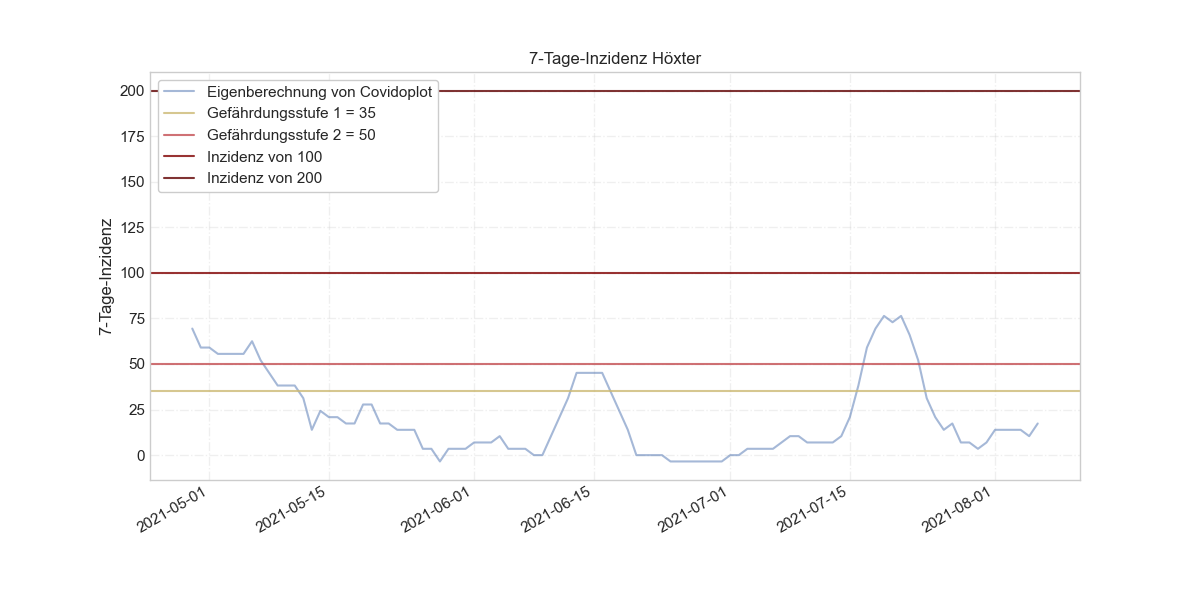 7-Tage-Inzidenz Höxter
Eigenberechnung von Covidoplot
Gefährdungsstufe 1 = 35
Gefährdungsstufe 2 = 50
Inzidenz von 100
Inzidenz von 200
7-Tage-Inzidenz
200
175
150
125
100
75
50
25
0
2021-05-01
2021-05-15
2021-06-01
2021-06-15
2021-07-01
2021-07-15
2021-08-01